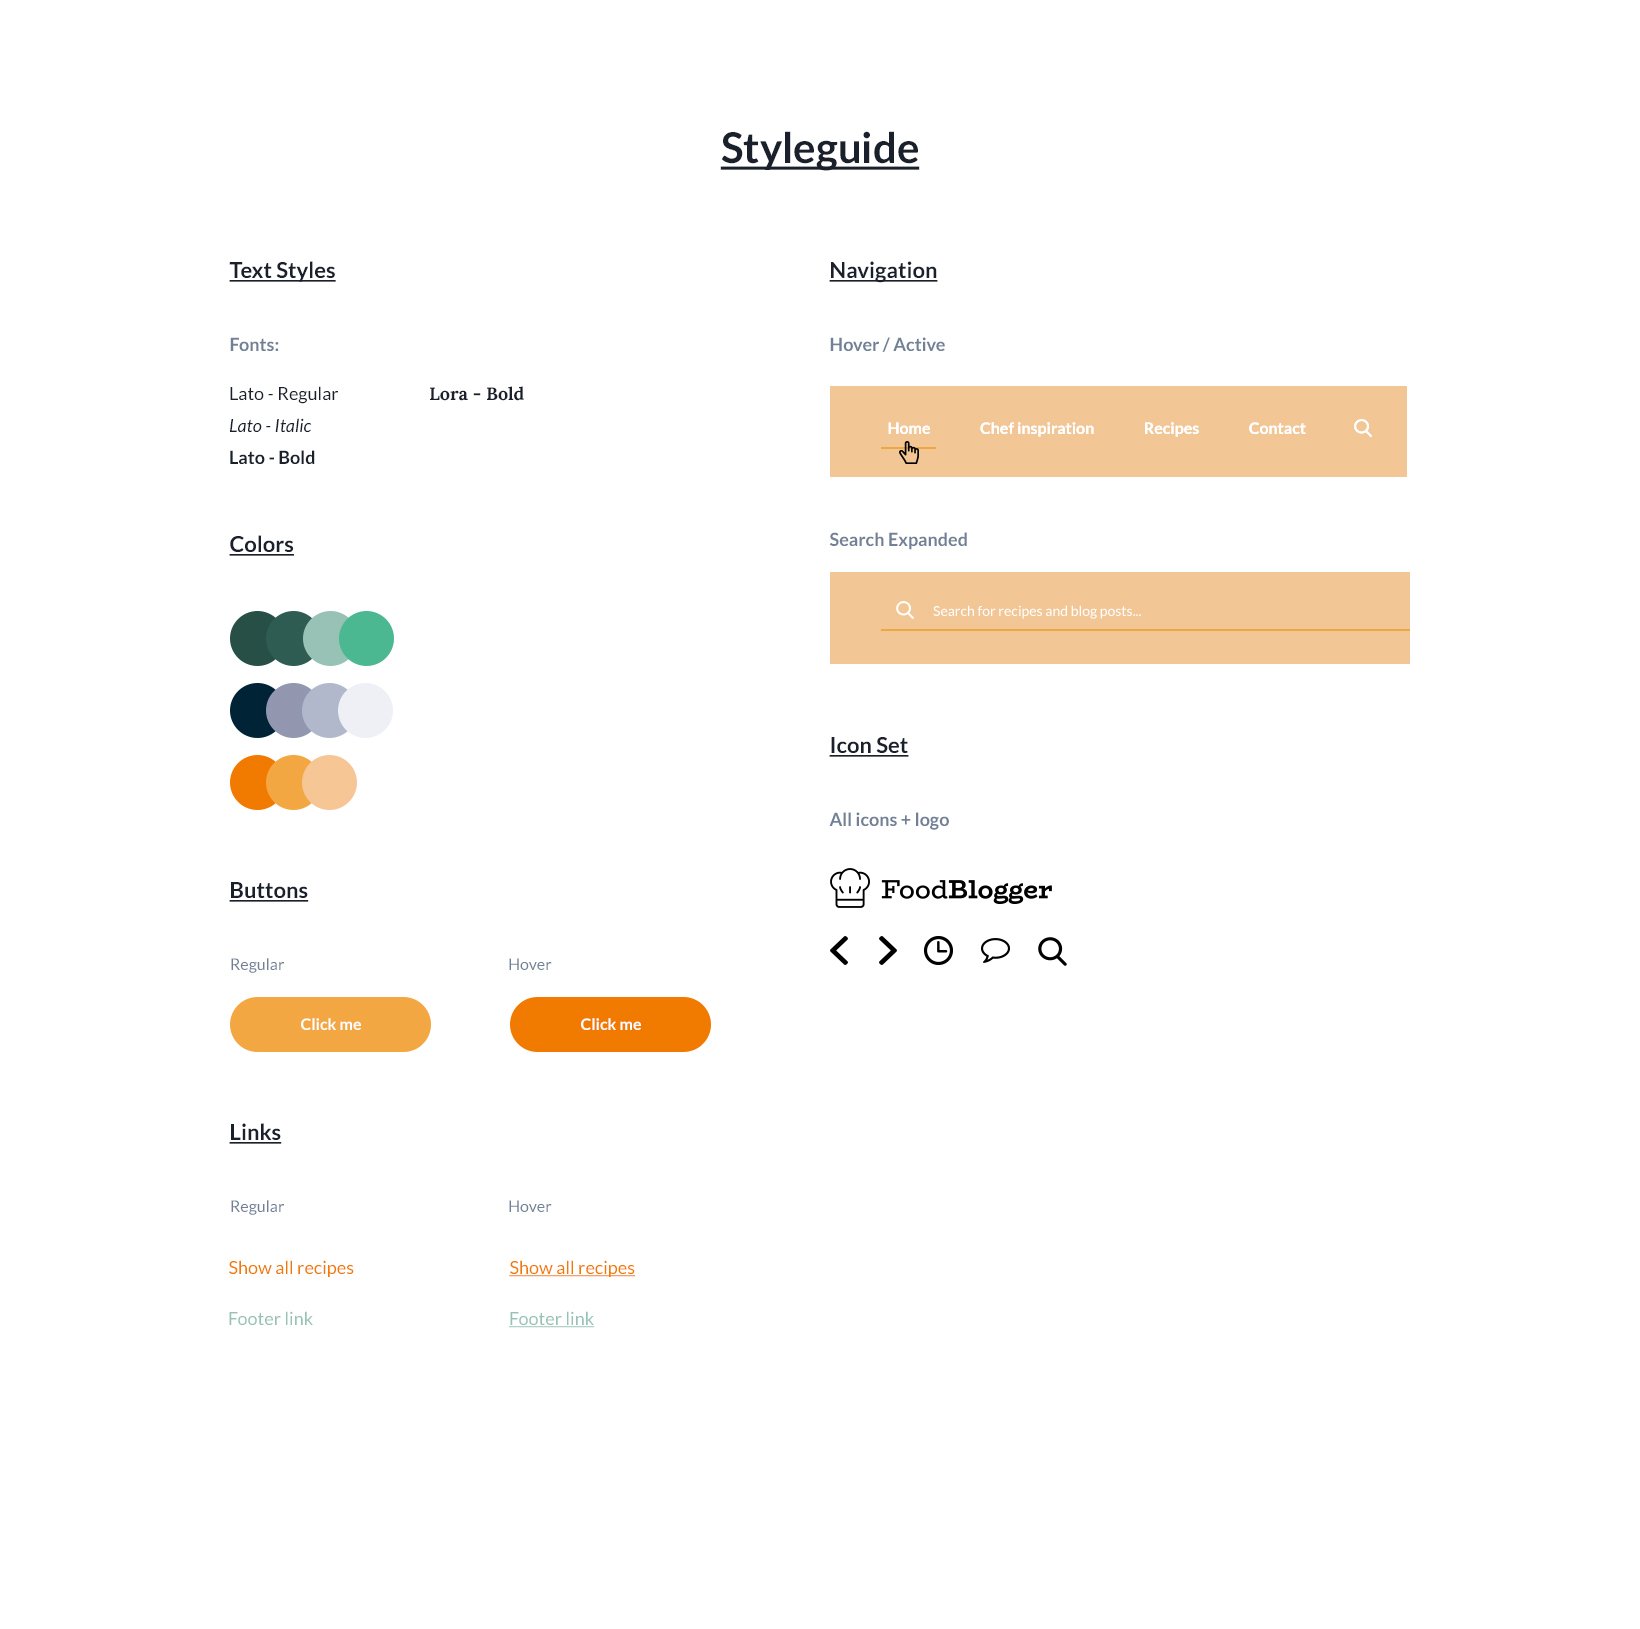 Styleguide
Text Styles
Fonts:
Lato - Regular
Lora - Bold
Lato - Italic
Lato - Bold
Colors
Buttons
Regular
Hover
Click me
Click me
Links
Regular
Hover
Show all recipes
Show all recipes
Footer link
Footer link
Navigation
Hover / Active
Home
Chef inspiration
Recipes
Contact
Search Expanded
Search for recipes and blog posts...
Icon Set
All icons + logo
FoodBlogger